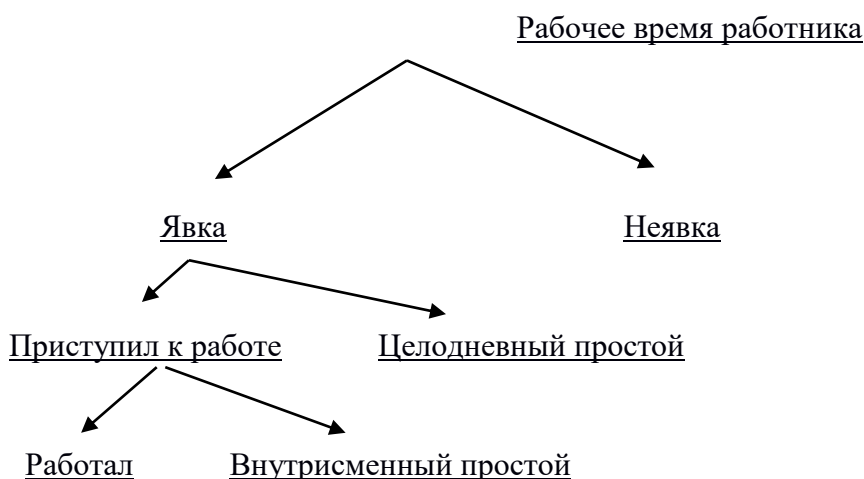 Рабочее время работника
Явка
Неявка
Приступил к работе
Целодневный простой
Работал
Внутрисменный простой